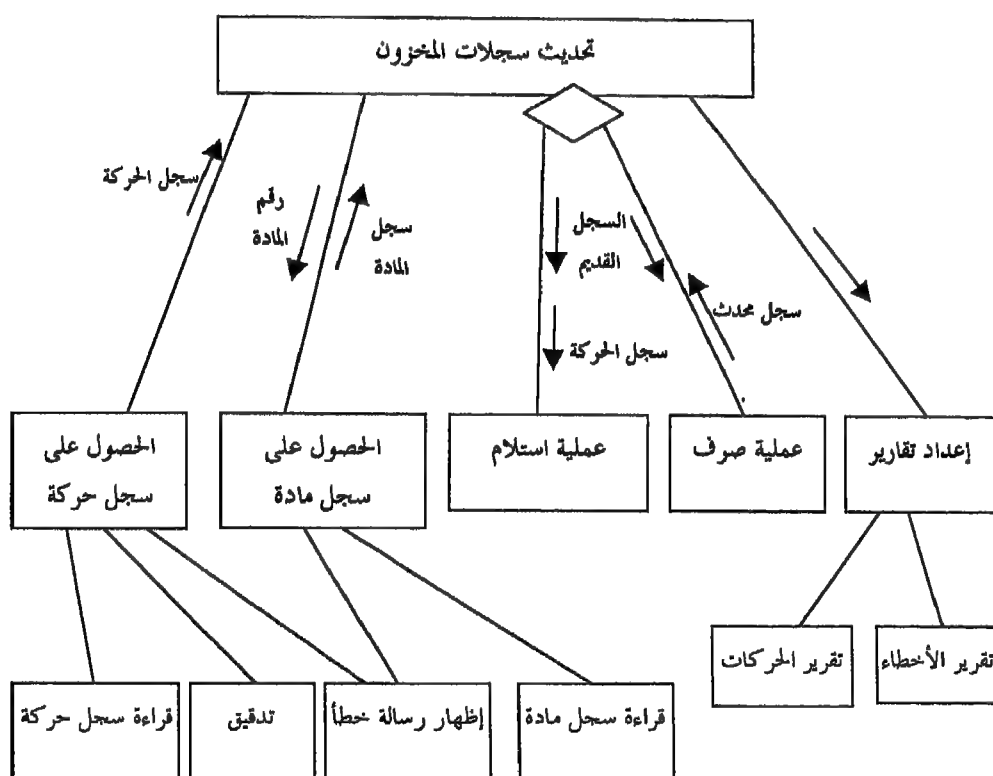 تحديث سجلات المخزون
سجل الحركة
رقم
المادة
سجل
المادة
السجل
القديم
سجل الحركة
سجل محدث
الحصول على
سجل حركة
الحصول على
سجل مادة
عملية استلام
عملية صرف
إعداد تقارير
تقرير الحركات
تقرير الأخطاء
قراءة سجل حركة
تدقيق
إظهار رسالة خطأ
قراءة سجل مادة